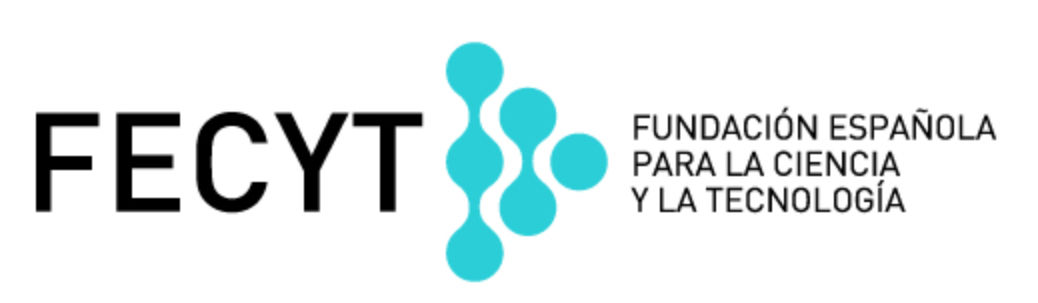 FECYT
FUNDACIÓN ESPAÑOLA
PARA LA CIENCIA
Y LA TECNOLOGÍA